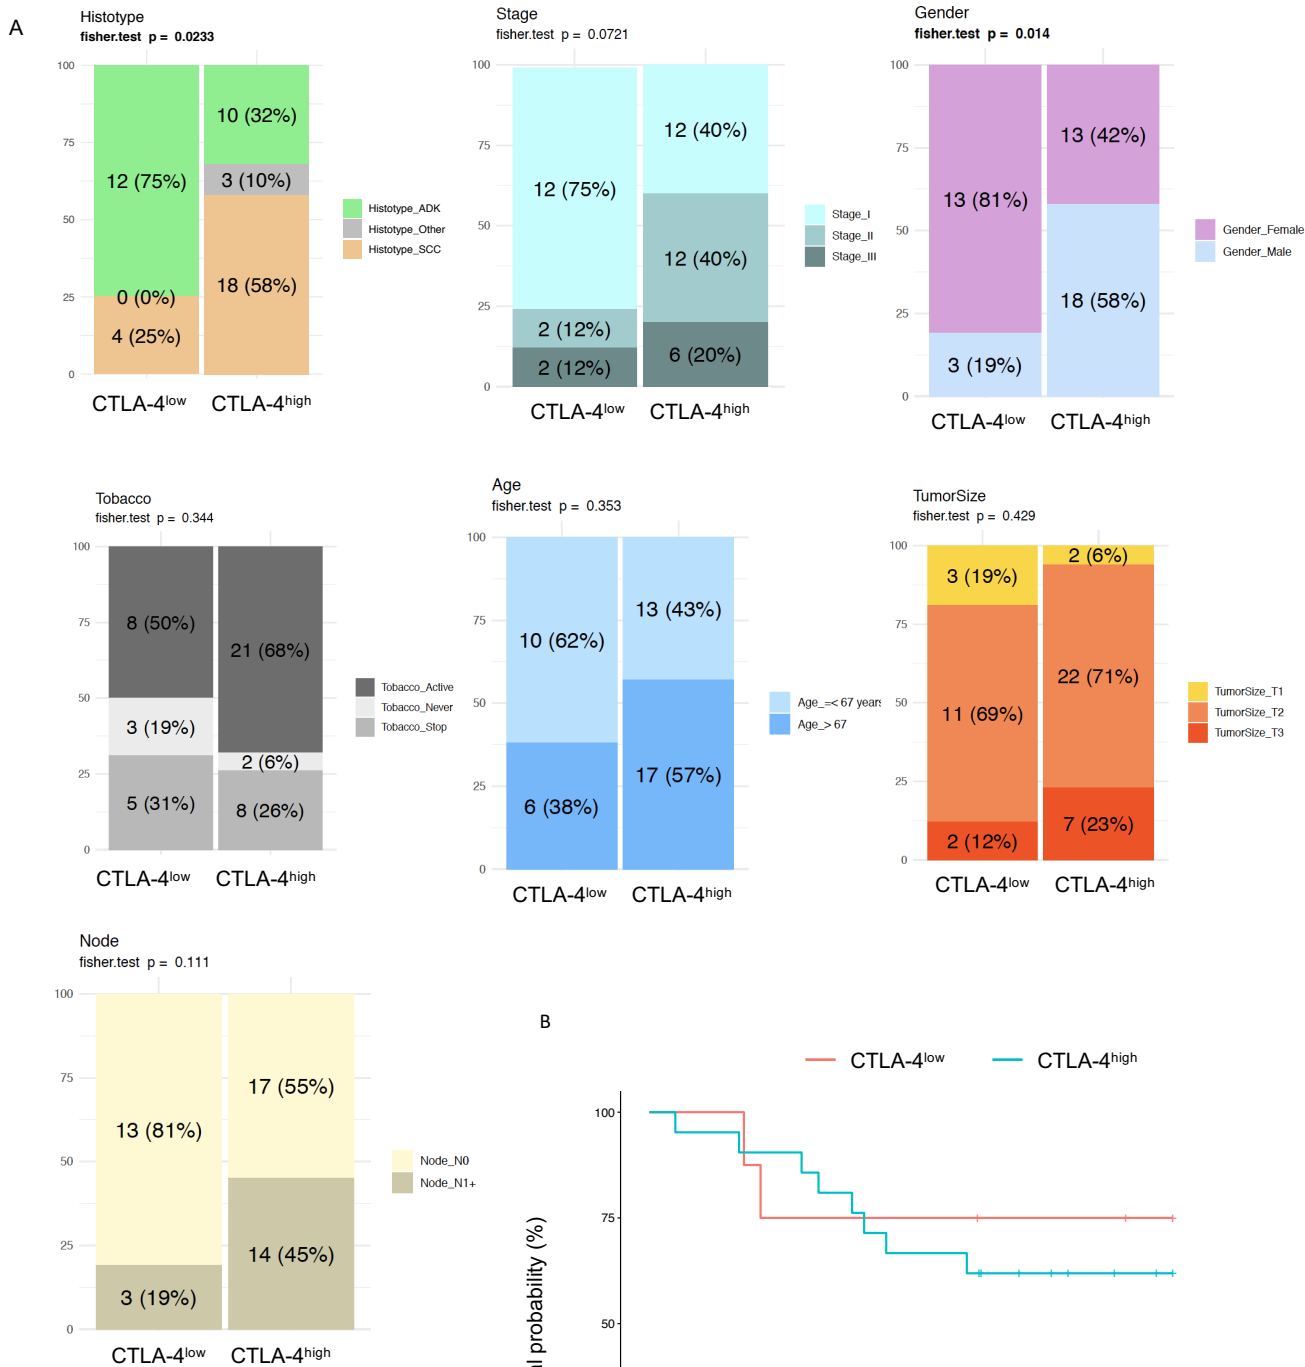 A
Histotype
fisher.test p = 0.0233
100
75
50
25
0
10 (32%)
12 (75%)
3 (10%)
18 (58%)
0 (0%)
4 (25%)
Histotype_ADK
Histotype_Other
Histotype_SCC
CTLA-4low CTLA-4high
Stage
fisher.test p = 0.0721
100
75
50
25
0
12 (40%)
12 (75%)
12 (40%)
2 (12%)
6 (20%)
2 (12%)
Stage_I
Stage_II
Stage_III
CTLA-4low CTLA-4high
Gender
fisher.test p = 0.014
100
75
50
25
0
13 (42%)
13 (81%)
18 (58%)
3 (19%)
Gender_Female
Gender_Male
CTLA-4low CTLA-4high
Tobacco
fisher.test p = 0.344
100
75
50
25
0
8 (50%)
21 (68%)
3 (19%)
2 (6%)
5 (31%)
8 (26%)
Tobacco_Active
Tobacco_Never
Tobacco_Stop
CTLA-4low CTLA-4high
Age
fisher.test p = 0.353
100
75
50
25
0
13 (43%)
10 (62%)
17 (57%)
6 (38%)
Age_=< 67 years
Age_> 67
CTLA-4low CTLA-4high
TumorSize
fisher.test p = 0.429
100
75
50
25
0
2 (6%)
3 (19%)
22 (71%)
11 (69%)
7 (23%)
2 (12%)
TumorSize_T1
TumorSize_T2
TumorSize_T3
CTLA-4low CTLA-4high
Node
fisher.test p = 0.111
100
75
50
25
0
17 (55%)
13 (81%)
14 (45%)
3 (19%)
Node_N0
Node_N1+
CTLA-4low CTLA-4high
B
CTLA-4low CTLA-4high
100
75
50
probability (%)